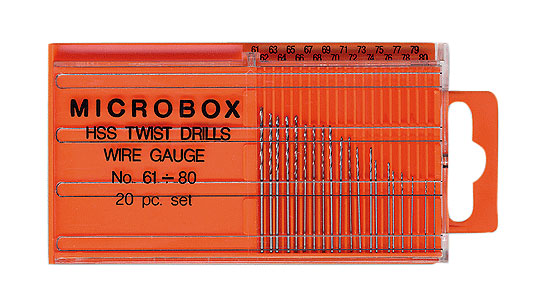 61 63 65 67 69 71 73 75 77 79
62 64 66 68 70 72 74 76 78 80
MICROBOX
HSS TWIST DRILLS
WIRE GAUGE
No. 61÷80
20 pc. set